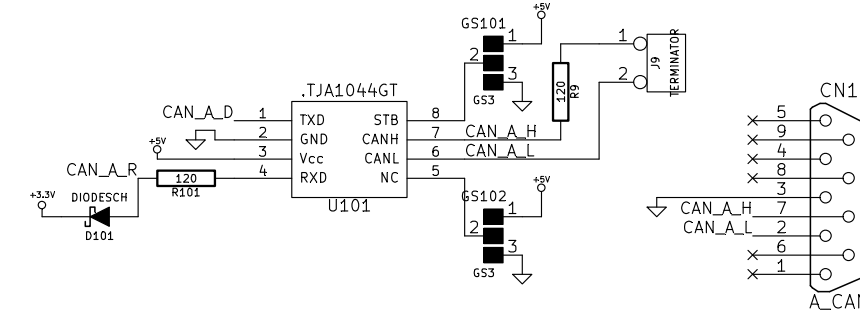 +5V
GS101
1
2
3
GS3
1
2
J9
TERMINATOR
120
R9
.TJA1044GT
CAN_A_D
1
TXD
STB
8
2
GND
CANH
7
CAN_A_H
+5V
3
Vcc
CANL
6
CAN_A_L
CAN_A_R
4
RXD
NC
5
120
R101
U101
+3.3V
DIODESCH
D101
+5V
GS102
1
2
3
GS3
CN1
5
9
4
8
3
CAN_A_H
7
CAN_A_L
2
6
1
A_CAN